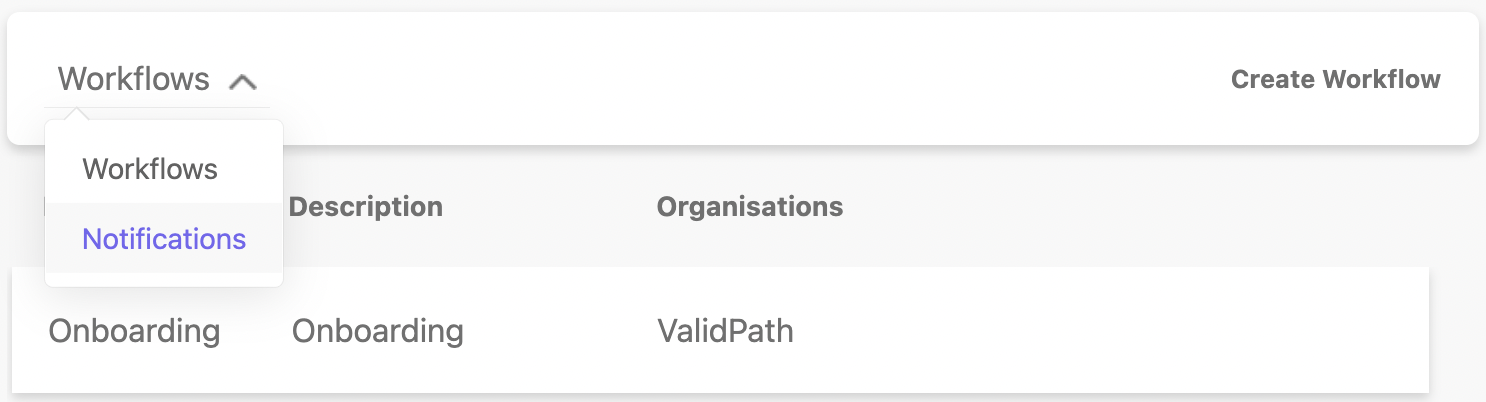 Workflows
Create Workflow
Workflows
Description
Organisations
Notifications
Onboarding
Onboarding
ValidPath